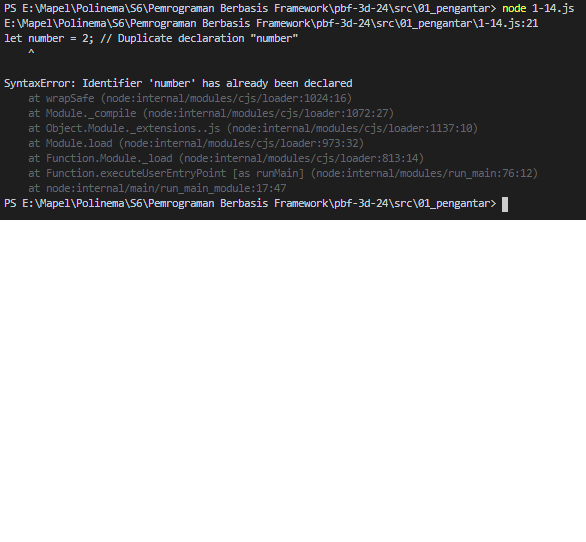 PS E:\Mapel\Polinema\S6\Pemrograman Berbasis Framework\pbf-3d-24\src\01_pengantar> node 1-14.js
E:\Mapel\Polinema\S6\Pemrograman Berbasis Framework\pbf-3d-24\src\01_pengantar\1-14.js:21
let number = 2; // Duplicate declaration "number"
    ^
SyntaxError: Identifier 'number' has already been declared
    at wrapSafe (node:internal/modules/cjs/loader:1024:16)
    at Module._compile (node:internal/modules/cjs/loader:1072:27)
    at Object.Module._extensions..js (node:internal/modules/cjs/loader:1137:10)
    at Module.load (node:internal/modules/cjs/loader:973:32)
    at Function.Module._load (node:internal/modules/cjs/loader:813:14)
    at Function.executeUserEntryPoint [as runMain] (node:internal/modules/run_main:76:12)
    at node:internal/main/run_main_module:17:47
PS E:\Mapel\Polinema\S6\Pemrograman Berbasis Framework\pbf-3d-24\src\01_pengantar>